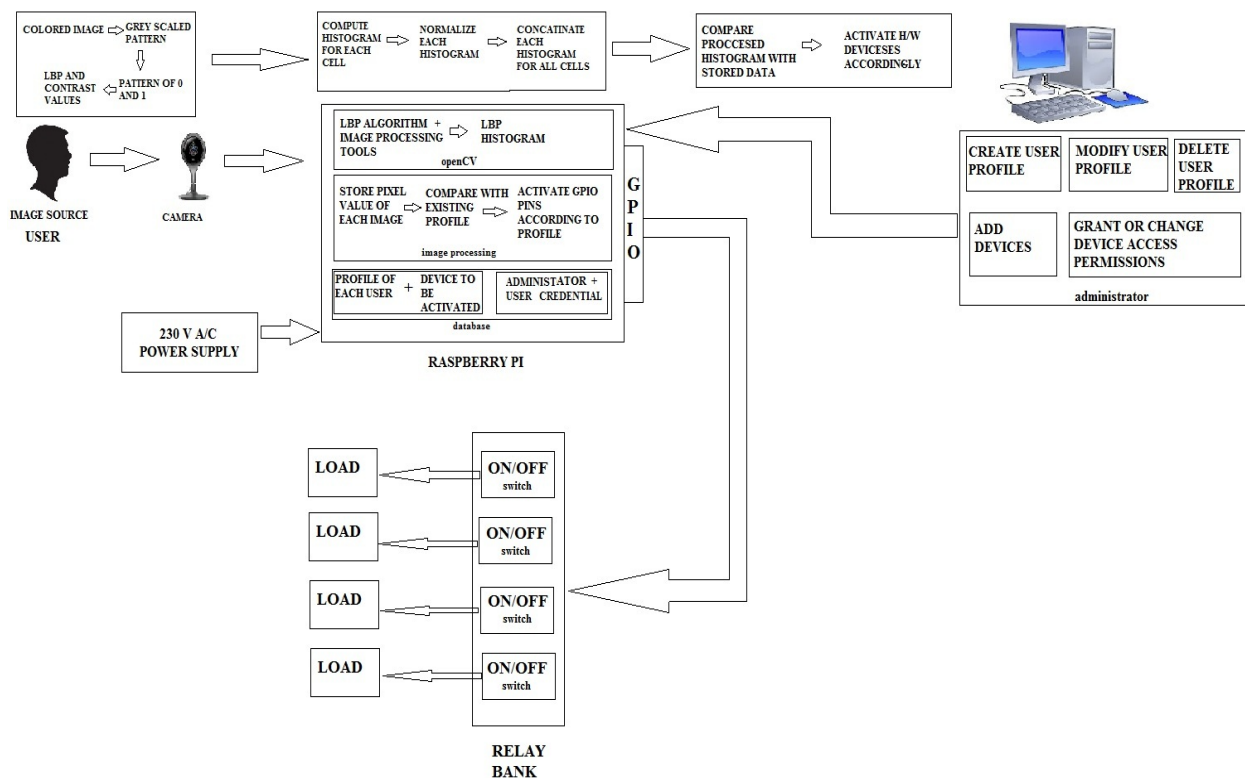 COLORED IMAGE
GREY SCALED
PATTERN
PATTERN OF 0
AND 1
LBP AND
CONTRAST
VALUES
COMPUTE
HISTOGRAM
FOR EACH
CELL
NORMALIZE
EACH
HISTOGRAM
CONCATINATE
EACH
HISTOGRAM
FOR ALL CELLS
COMPARE
PROCCESED
HISTOGRAM WITH
STORED DATA
ACTIVATE H/W
DEVICESES
ACCORDINGLY
IMAGE SOURCE
USER
CAMERA
LBP ALGORITHM +
IMAGE PROCESSING
TOOLS
LBP
HISTOGRAM
openCV
STORE PIXEL
VALUE OF
EACH IMAGE
COMPARE WITH
EXISTING
PROFILE
ACTIVATE GPIO
PINS
ACCORDING TO
PROFILE
image processing
PROFILE OF
EACH USER
+
DEVICE TO
BE
ACTIVATED
ADMINISTATOR +
USER CREDENTIAL
database
GPIO
RASPBERRY PI
230 V A/C
POWER SUPPLY
CREATE USER
PROFILE
MODIFY USER
PROFILE
DELETE
USER
PROFILE
ADD
DEVICES
GRANT OR CHANGE
DEVICE ACCESS
PERMISSIONS
administrator
LOAD
ON/OFF
switch
LOAD
ON/OFF
switch
LOAD
ON/OFF
switch
LOAD
ON/OFF
switch
RELAY
BANK